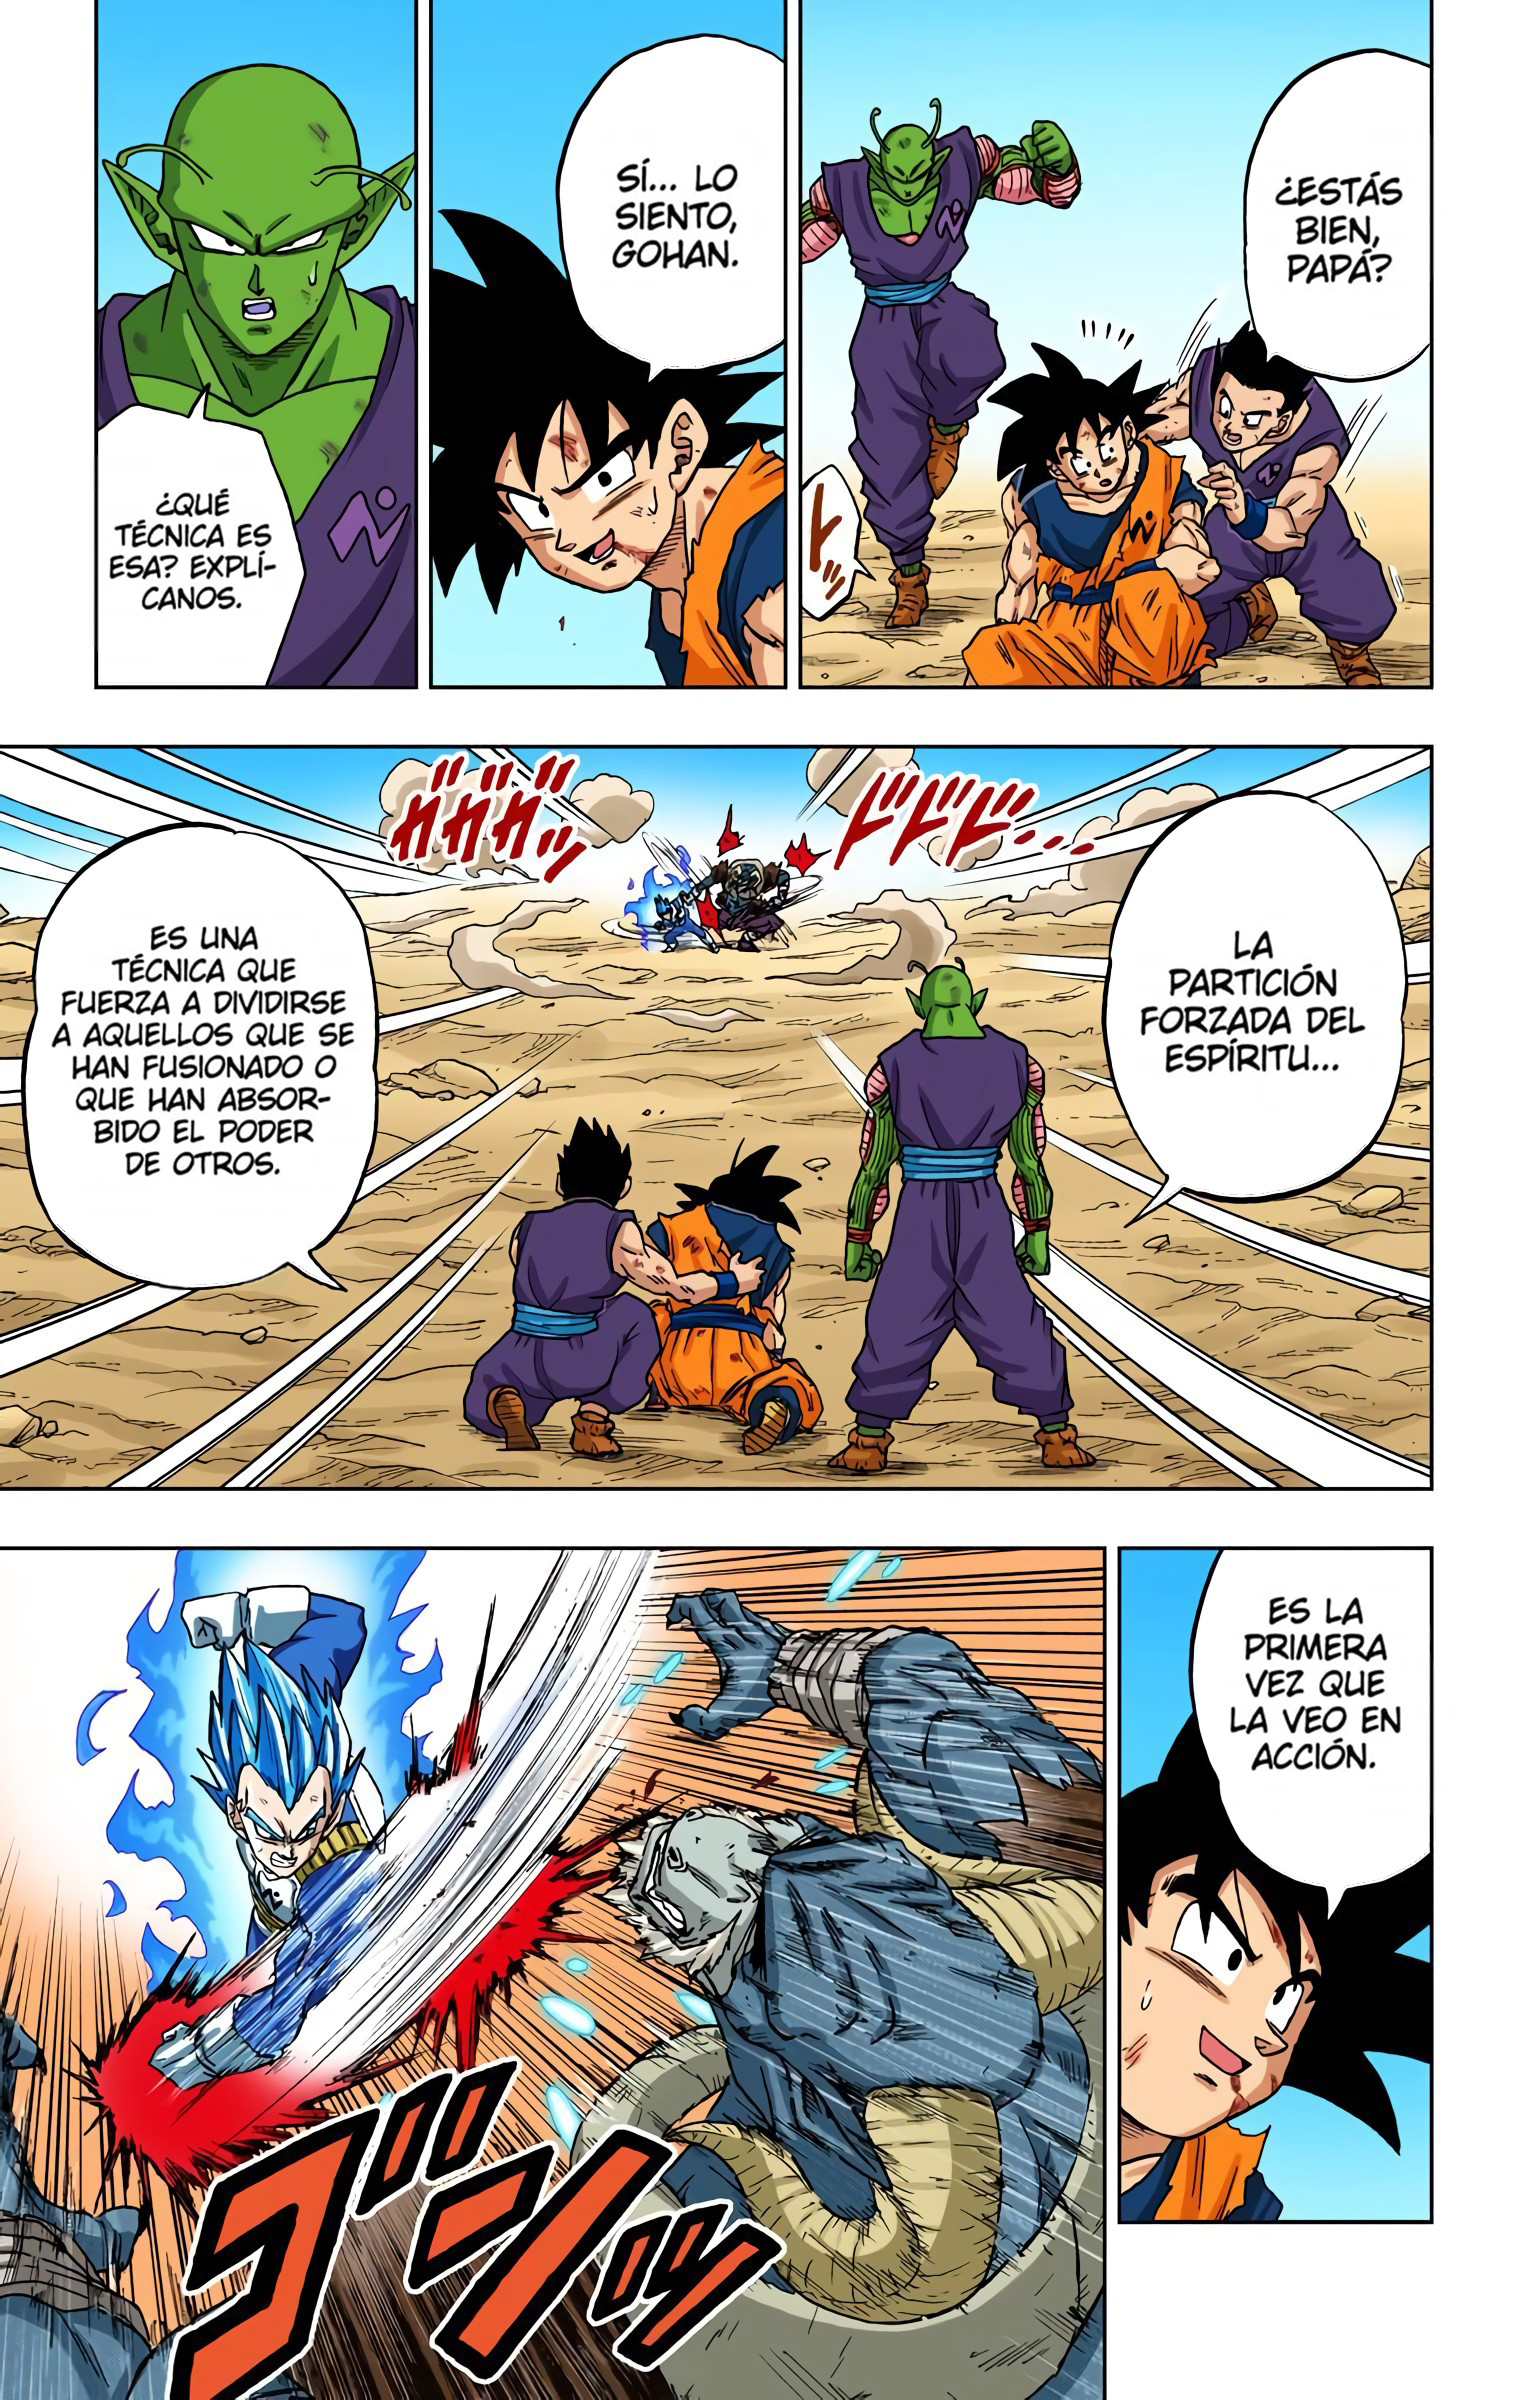 ¿ESTÁS
BIEN,
PAPÁ?
ﾄﾞｯ
SÍ... LO
SIENTO,
GOHAN.
¿QUÉ
TÉCNICA ES
ESA? EXPLÍ-
CANOS.
ドドド...
ガガガッ
LA
PARTICIÓN
FORZADA DEL
ESPÍRITU...
ES UNA
TÉCNICA QUE
FUERZA A DIVIDIRSE
A AQUELLOS QUE SE
HAN FUSIONADO O
QUE HAN ABSOR-
BIDO EL PODER
DE OTROS.
ES LA
PRIMERA
VEZ QUE
LA VEO EN
ACCIÓN.
ゴンッ